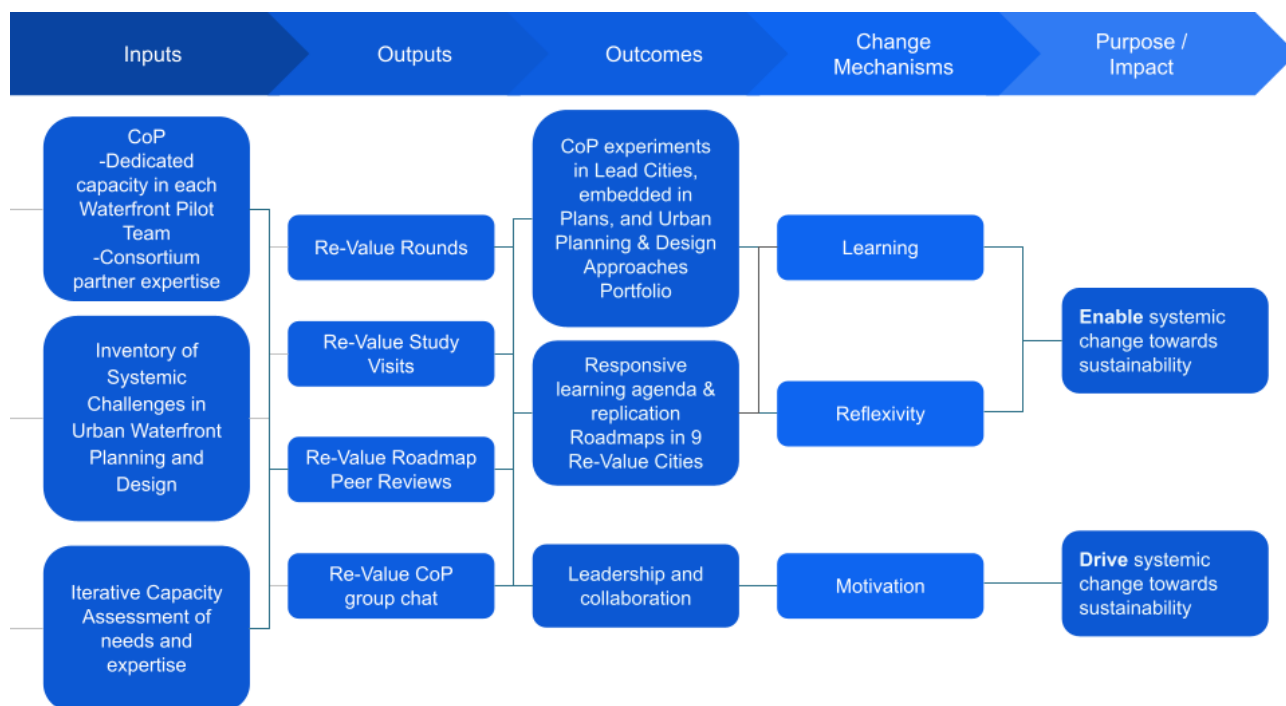 Inputs
Outputs
Outcomes
Change
Mechanisms
Purpose /
Impact
CoP
-Dedicated
capacity in each
Waterfront Pilot
Team
-Consortium
partner expertise
Inventory of
Systemic
Challenges in
Urban Waterfront
Planning and
Design
Iterative Capacity
Assessment of
needs and
expertise
Re-Value Rounds
Re-Value Study
Visits
Re-Value Roadmap
Peer Reviews
Re-Value CoP
group chat
CoP experiments
in Lead Cities,
embedded in
Plans, and Urban
Planning & Design
Approaches
Portfolio
Responsive
learning agenda &
replication
Roadmaps in 9
Re-Value Cities
Leadership and
collaboration
Learning
Reflexivity
Motivation
Enable systemic
change towards
sustainability
Drive systemic
change towards
sustainability